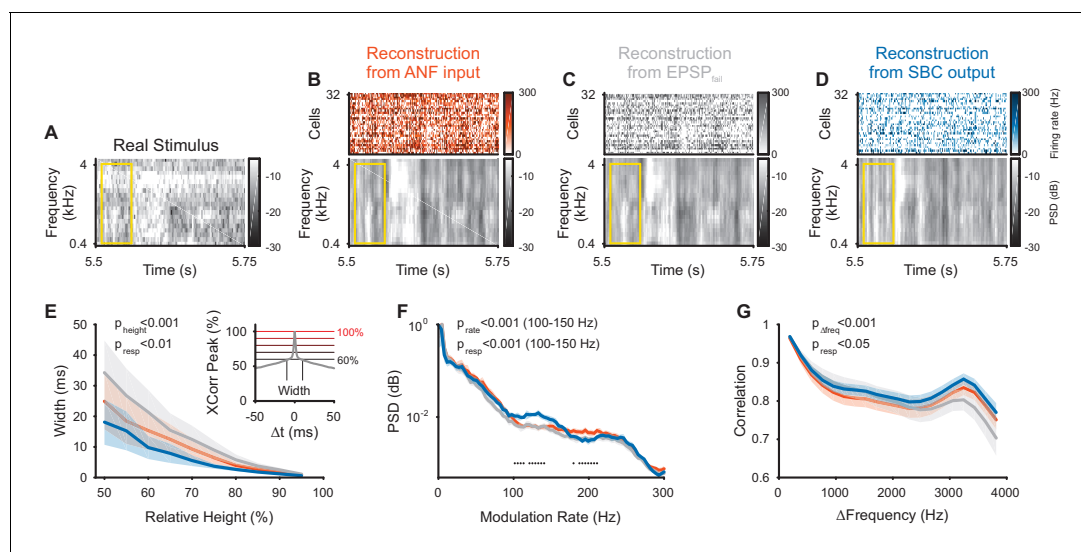 A
Real Stimulus
Frequency
(kHz)
4
0.4
-10
-30
5.5
Time (s)
5.75
B
Reconstruction
from ANF input
Cells
32
300
0
Frequency
(kHz)
4
0.4
-10
-30
5.5
Time (s)
5.75
C
Reconstruction
from EPSPfail
Cells
32
300
0
Frequency
(kHz)
4
0.4
-10
-30
5.5
Time (s)
5.75
D
Reconstruction
from SBC output
Cells
32
300
0
Firing rate (Hz)
Frequency
(kHz)
4
0.4
-10
-30
PSD (dB)
5.5
Time (s)
5.75
E
pheight<0.001
presp<0.01
Width (ms)
50
40
30
20
10
0
50
60
70
80
90
100
Relative Height (%)
XCorr Peak (%)
100
50
0
100%
60%
Width
-50
0
50
Δt (ms)
F
prate<0.001 (100-150 Hz)
presp<0.001 (100-150 Hz)
PSD (dB)
10^0
10^-2
0
100
200
300
Modulation Rate (Hz)
G
pΔfreq<0.001
presp<0.05
Correlation
1
0.9
0.8
0.7
0.6
0
1000
2000
3000
4000
ΔFrequency (Hz)